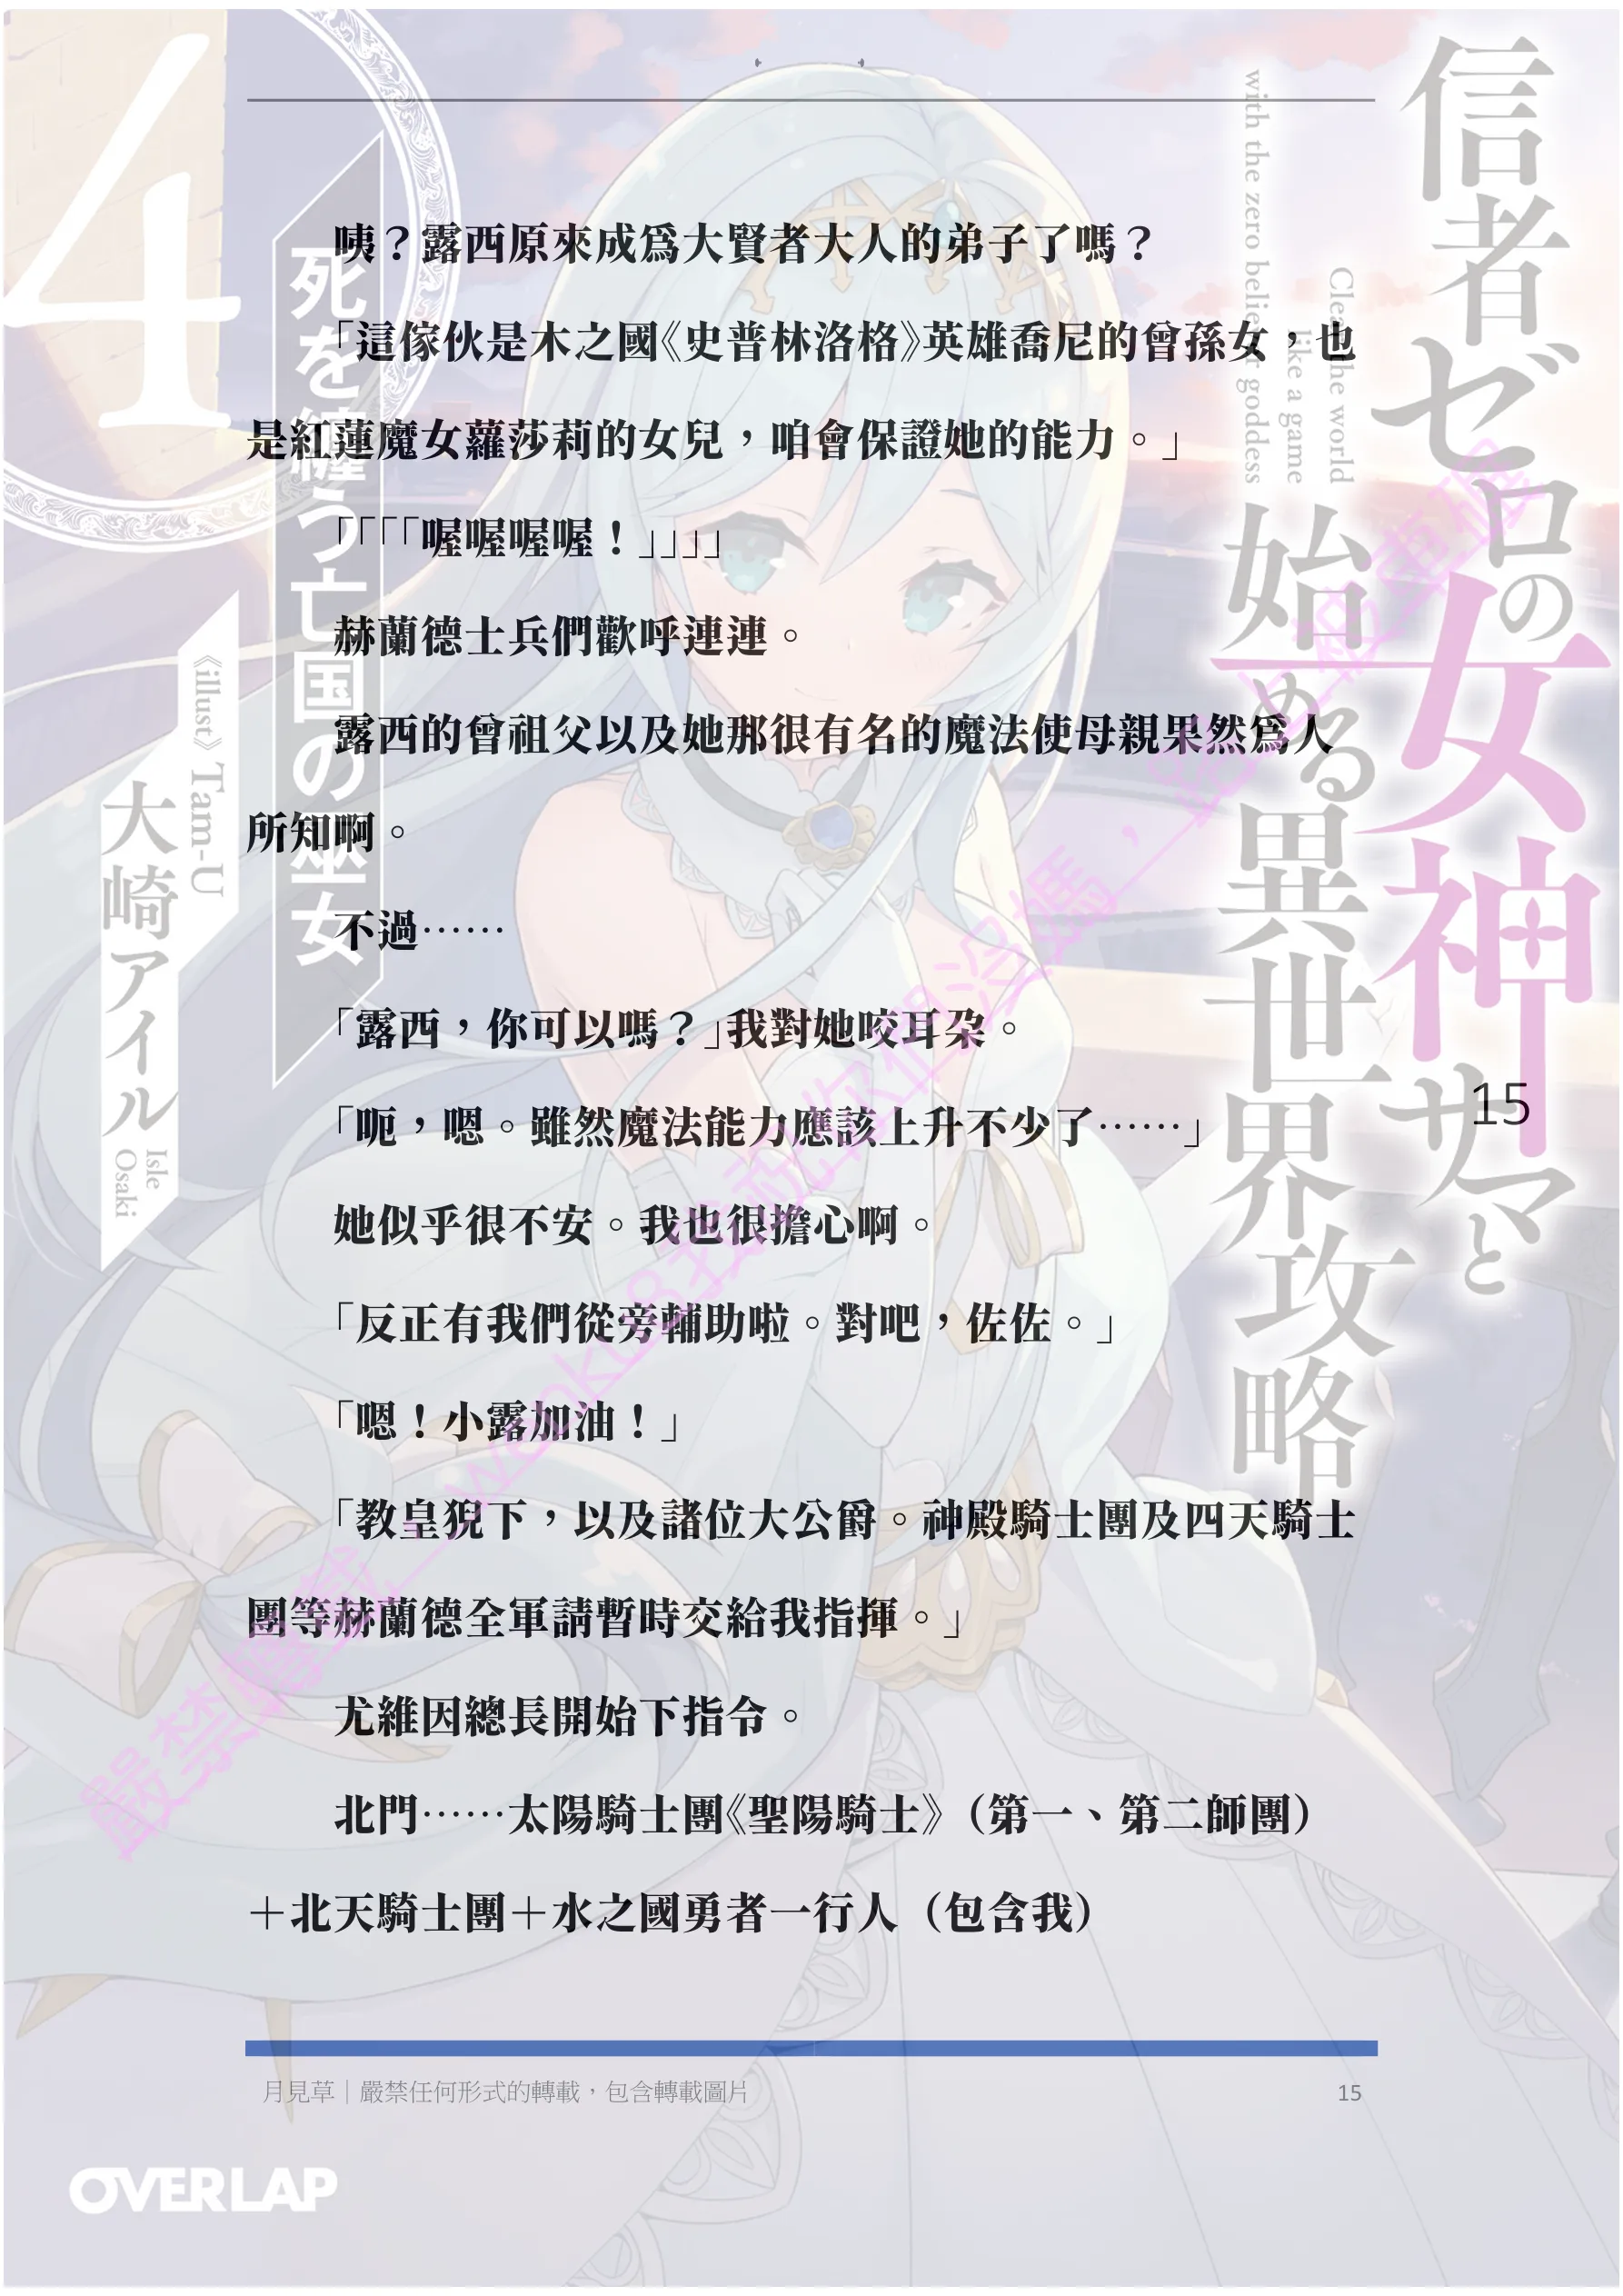 咦？露西原來成爲大賢者大人的弟子了嗎？
「這傢伙是木之國《史普林洛格》英雄喬尼的曾孫女，也
是紅蓮魔女蘿莎莉的女兒，咱會保證她的能力。」
「「「「喔喔喔喔！」」」」
赫蘭德士兵們歡呼連連。
露西的曾祖父以及她那很有名的魔法使母親果然爲人
所知啊。
不過⋯⋯
「露西，你可以嗎？」我對她咬耳朵。
「呃，嗯。雖然魔法能力應該上升不少了⋯⋯」
她似乎很不安。我也很擔心啊。
「反正有我們從旁輔助啦。對吧，佐佐。」
「嗯！小露加油！」
「教皇猊下，以及諸位大公爵。神殿騎士團及四天騎士
團等赫蘭德全軍請暫時交給我指揮。」
尤維因總長開始下指令。
北門⋯⋯太陽騎士團《聖陽騎士》（第一、第二師團）
＋北天騎士團＋水之國勇者一行人（包含我）
月見草｜嚴禁任何形式的轉載，包含轉載圖片
15
15
信者ゼロの女神サマと
始める異世界攻略
Clear the world
like a game
with the zero believer goddess
4
死を纏う亡国の巫女
《illust》Tam-U
大崎アイル
Isle
Osaki
OVERLAP